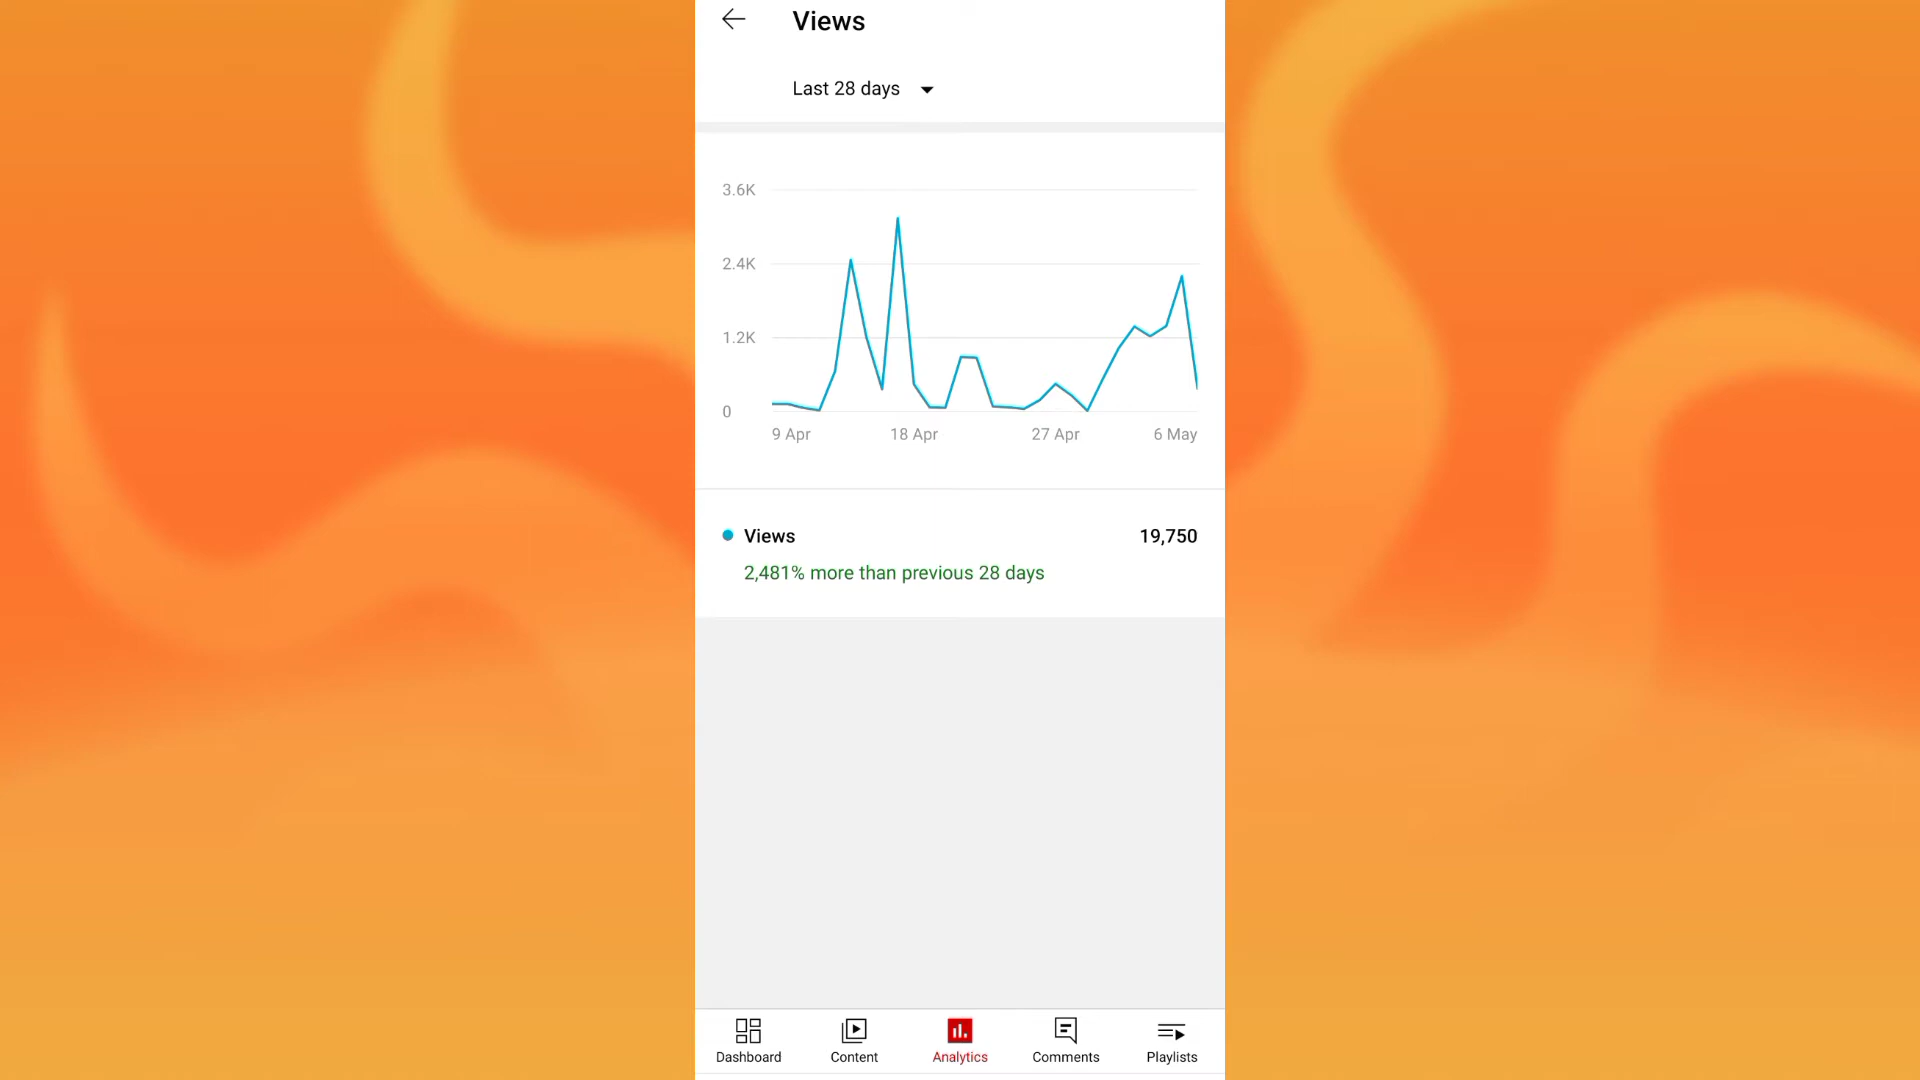 Views
Last 28 days
3.6K
2.4K
1.2K
0
9 Apr 18 Apr 27 Apr 6 May
Views 19,750
2,481% more than previous 28 days
Dashboard Content Analytics Comments Playlists